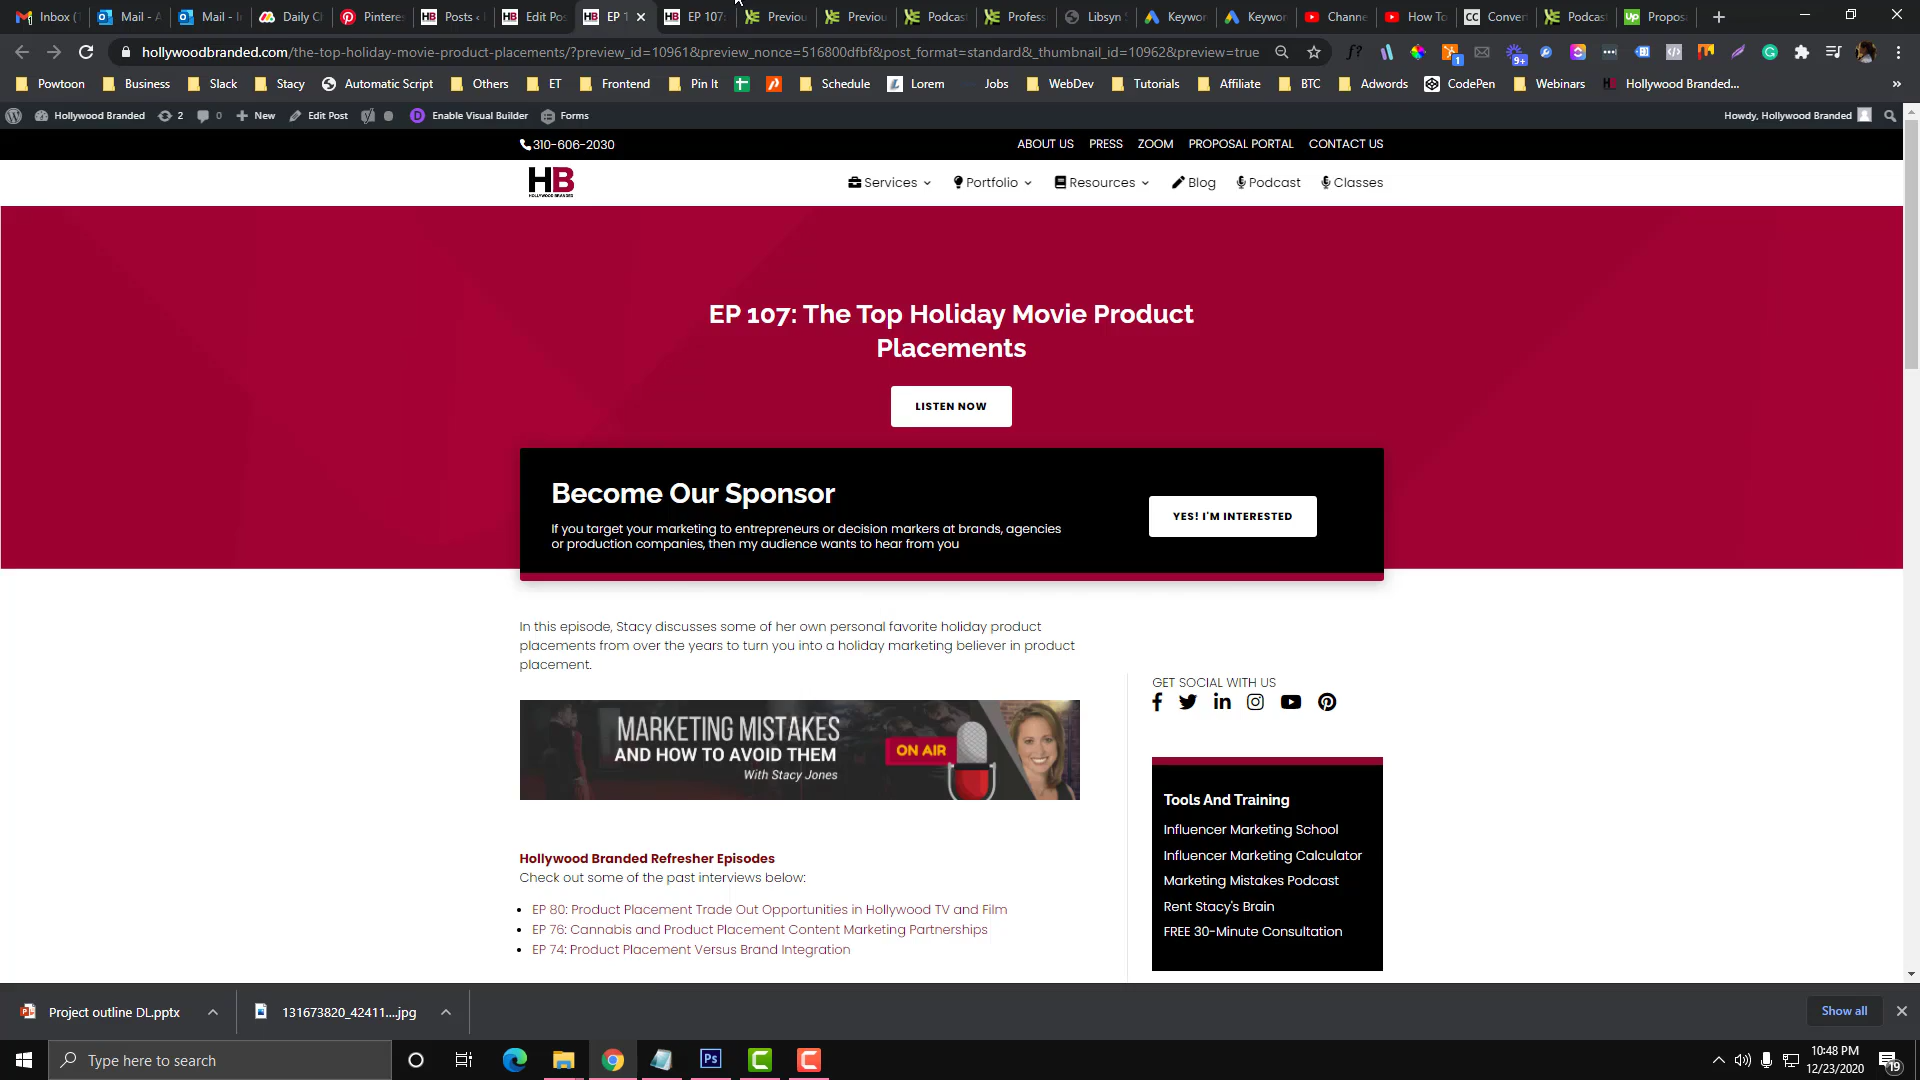 Inbox (
Mail - A
Mail - I
Daily C
Pintere
Posts ‹
Edit Po
EP 1
EP 107:
Previou
Previou
Podcas
Profess
Libsyn
Keywor
Keywor
Channe
How To
Conver
Podcas
Propos
hollywoodbranded.com/the-top-holiday-movie-product-placements/?preview_id=10961&preview_nonce=516800dfbf&post_format=standard&_thumbnail_id=10962&preview=true
Powtoon
Business
Slack
Stacy
Automatic Script
Others
ET
Frontend
Pin It
Schedule
Lorem
Jobs
WebDev
Tutorials
Affiliate
BTC
Adwords
CodePen
Webinars
Hollywood Branded...
Hollywood Branded
2
0
New
Edit Post
Enable Visual Builder
Forms
Howdy, Hollywood Branded
310-606-2030
ABOUT US
PRESS
ZOOM
PROPOSAL PORTAL
CONTACT US
HB
HOLLYWOOD BRANDED
Services
Portfolio
Resources
Blog
Podcast
Classes
EP 107: The Top Holiday Movie Product
Placements
LISTEN NOW
Become Our Sponsor
If you target your marketing to entrepreneurs or decision markers at brands, agencies
or production companies, then my audience wants to hear from you
YES! I'M INTERESTED
In this episode, Stacy discusses some of her own personal favorite holiday product
placements from over the years to turn you into a holiday marketing believer in product
placement.
GET SOCIAL WITH US
MARKETING MISTAKES
AND HOW TO AVOID THEM
With Stacy Jones
ON AIR
Tools And Training
Influencer Marketing School
Influencer Marketing Calculator
Marketing Mistakes Podcast
Rent Stacy's Brain
FREE 30-Minute Consultation
Hollywood Branded Refresher Episodes
Check out some of the past interviews below:
EP 80: Product Placement Trade Out Opportunities in Hollywood TV and Film
EP 76: Cannabis and Product Placement Content Marketing Partnerships
EP 74: Product Placement Versus Brand Integration
Project outline DL.pptx
131673820_42411....jpg
Show all
Type here to search
10:48 PM
12/23/2020
19